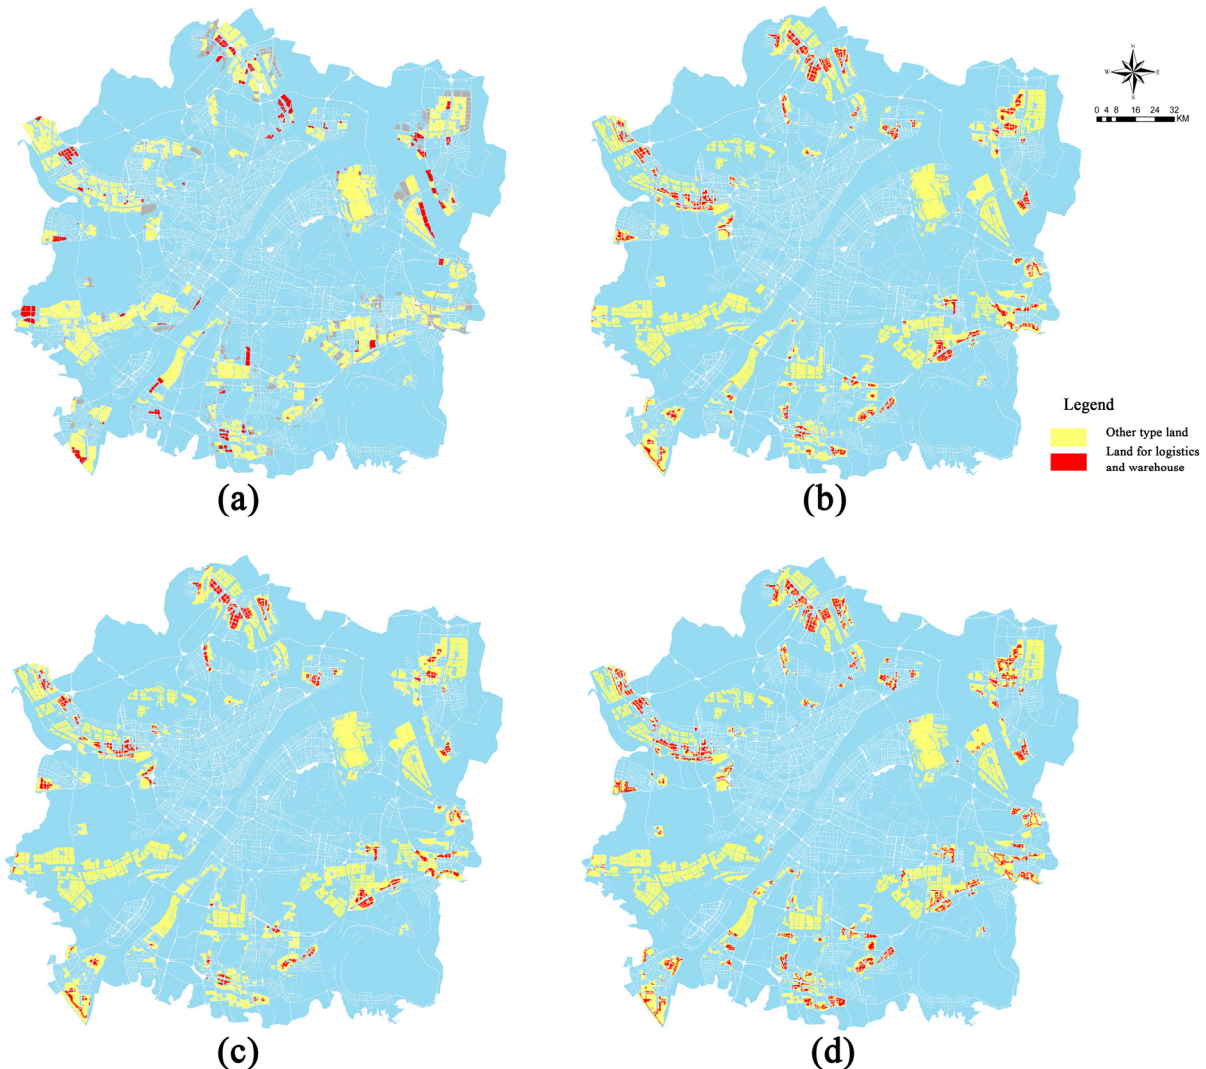 N
W E
S
0 4 8 16 24 32
KM
Legend
Other type land
Land for logistics
and warehouse
(a)
(b)
(c)
(d)